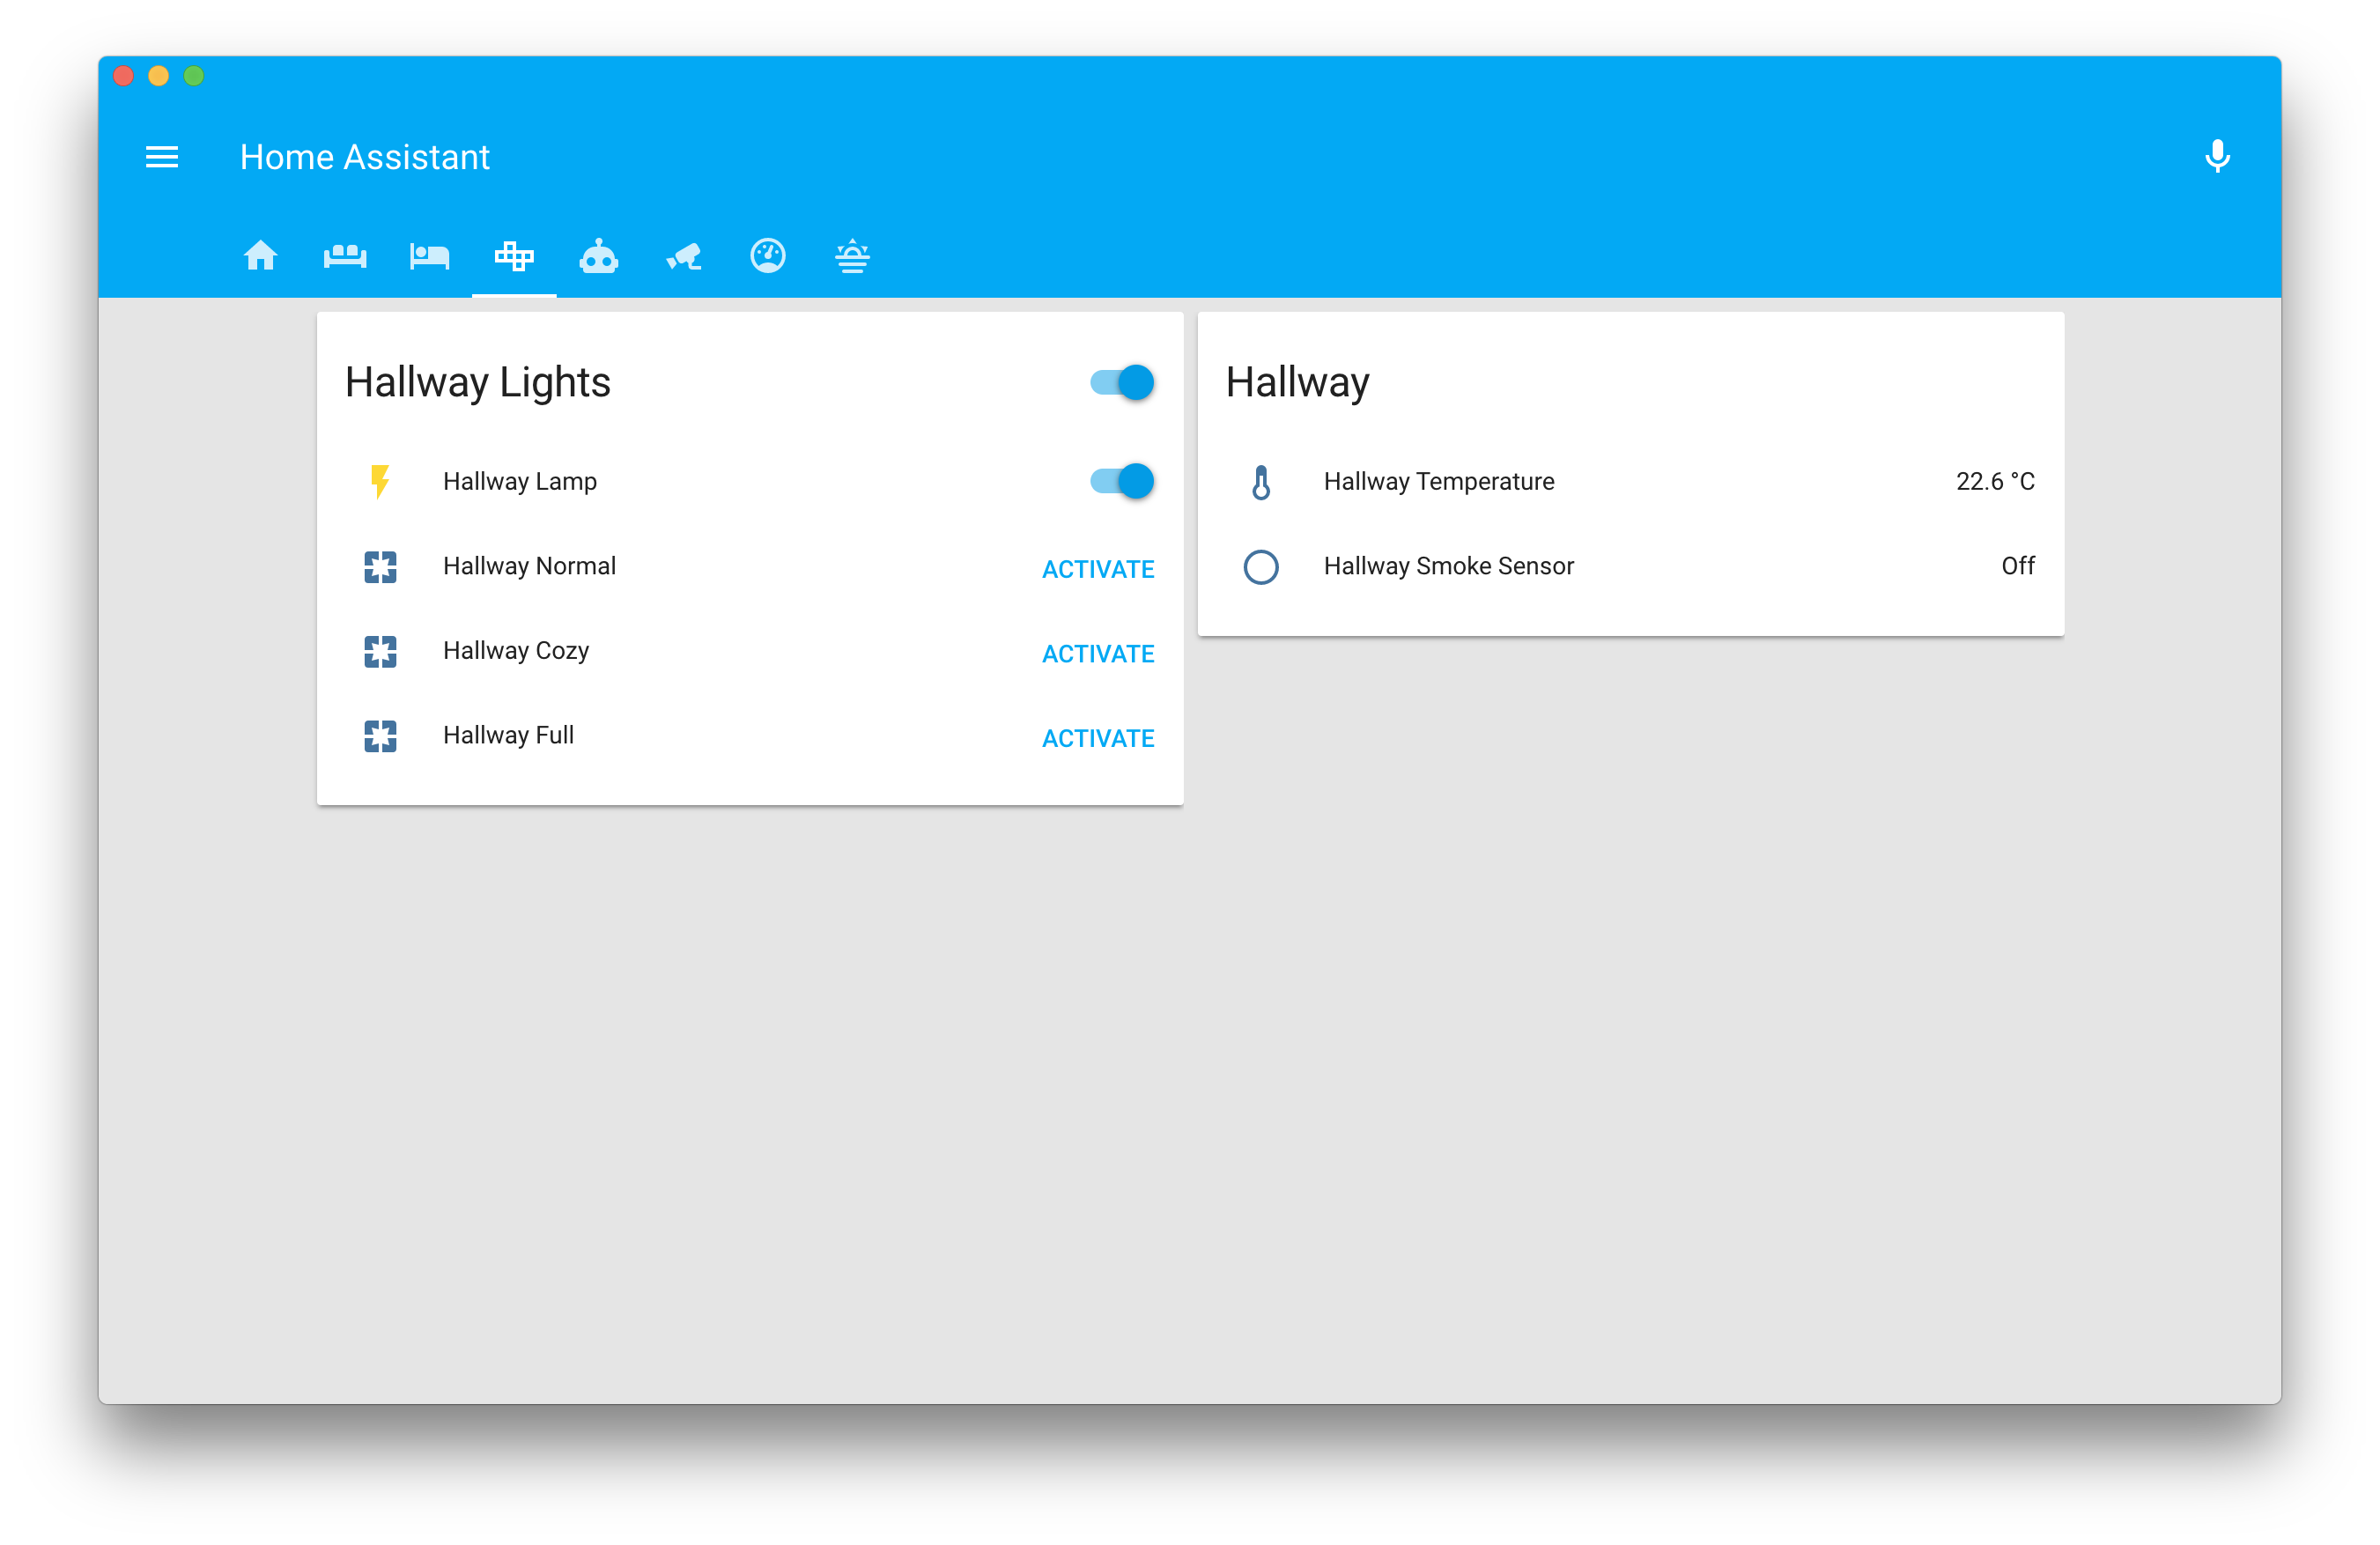 Home Assistant
Hallway Lights
Hallway Lamp
Hallway Normal ACTIVATE
Hallway Cozy ACTIVATE
Hallway Full ACTIVATE
Hallway
Hallway Temperature 22.6 °C
Hallway Smoke Sensor Off